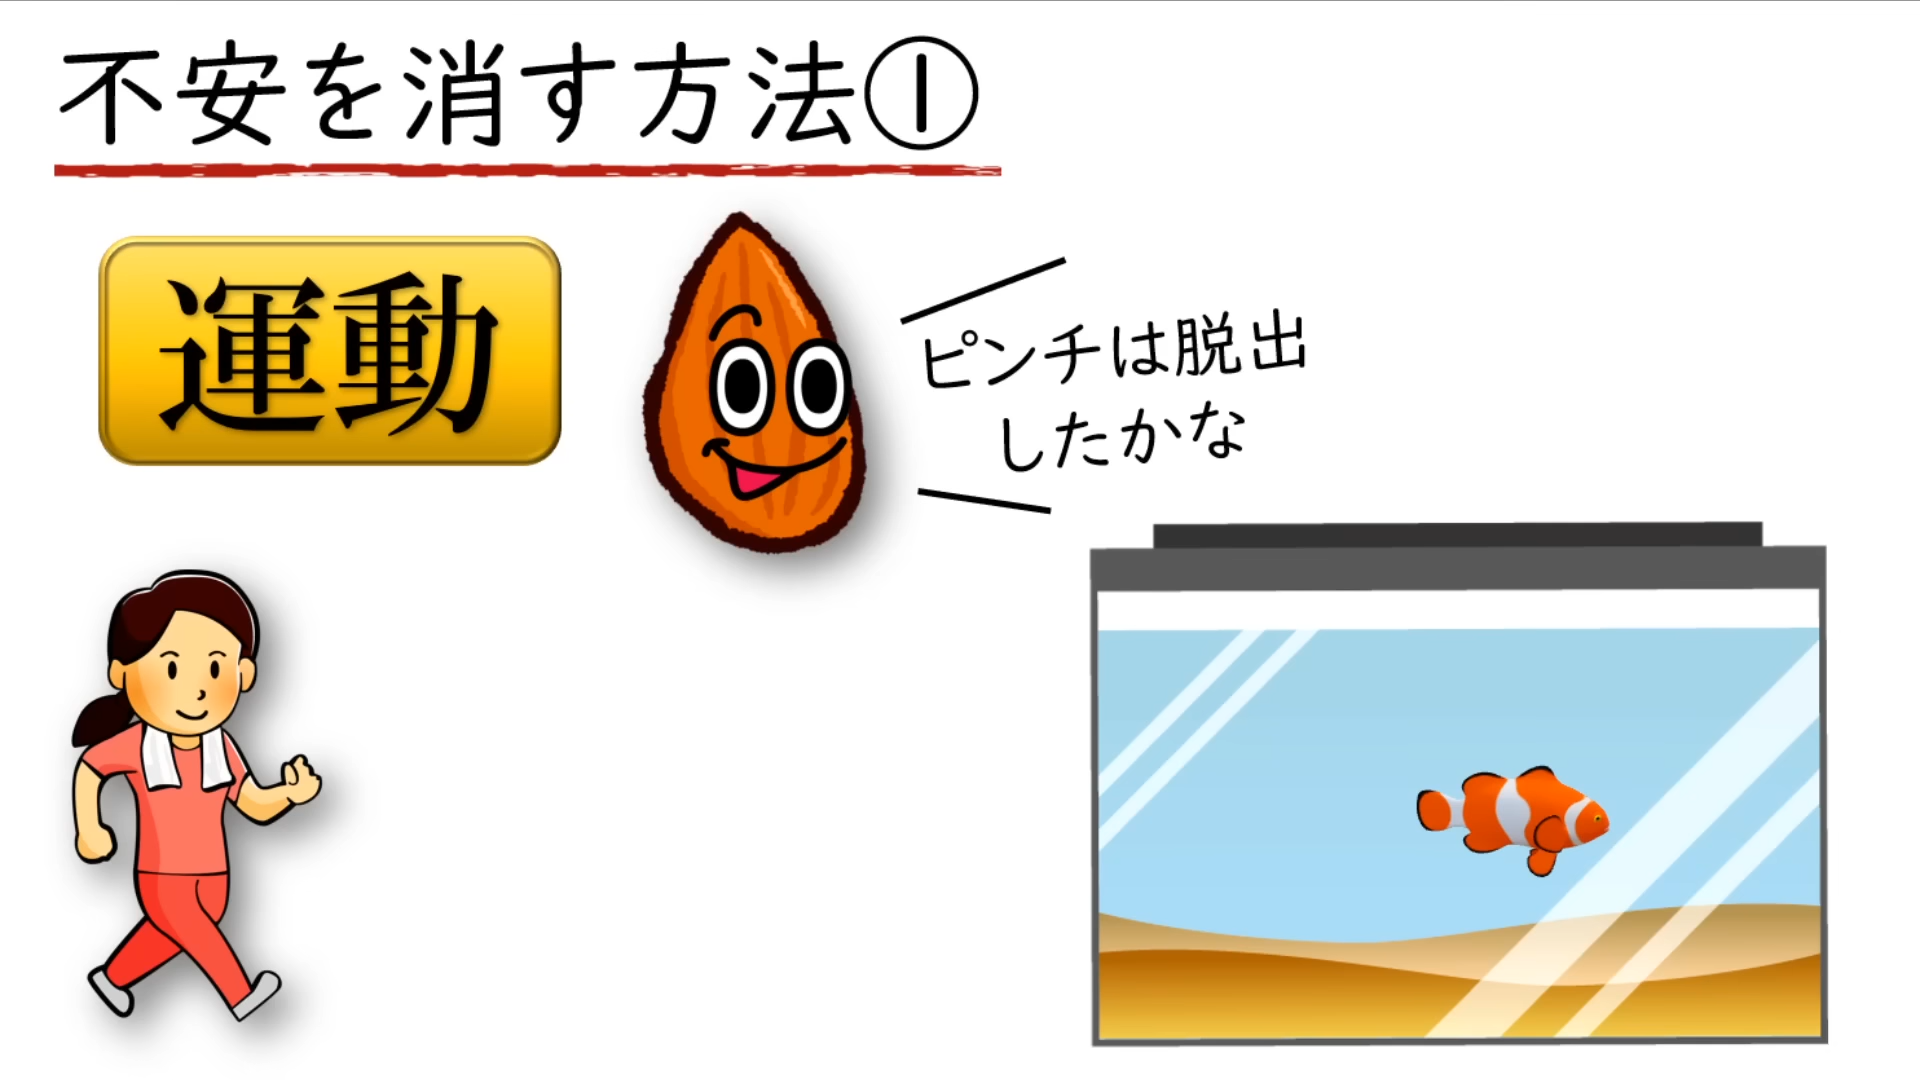 不安を消す方法①
運動
ピンチは脱出
したかな